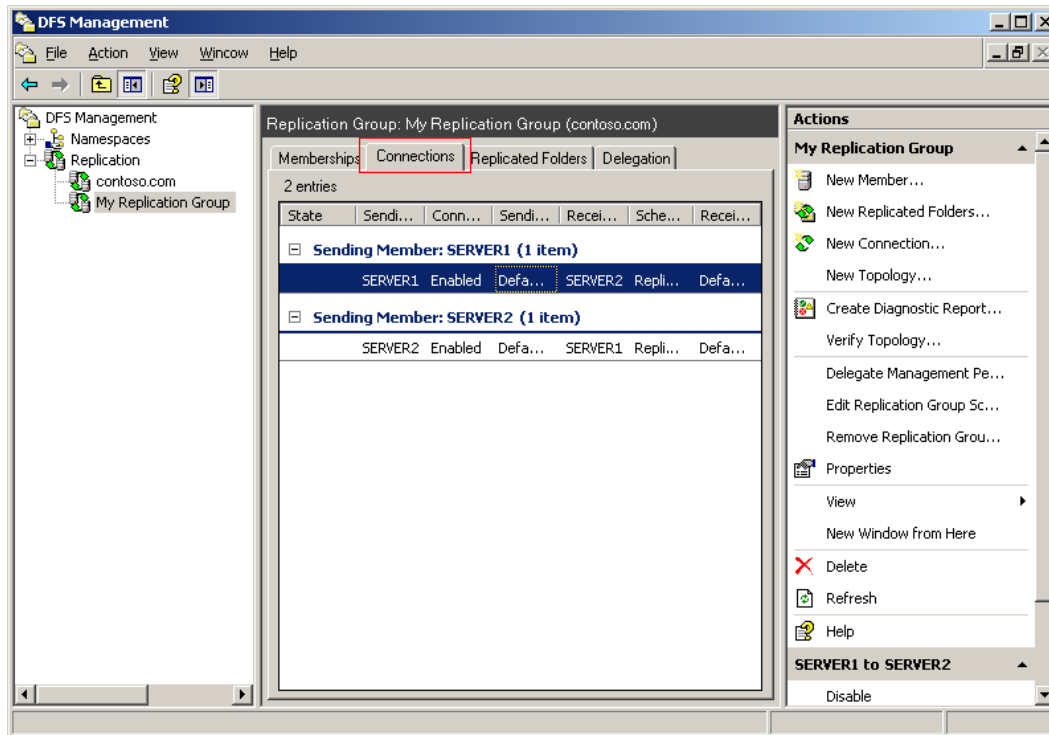 DFS Management
File Action View Wincow Help
DFS Management
Namespaces
Replication
contoso.com
My Replication Group
Replication Group: My Replication Group (contoso.com)
Memberships Connections Replicated Folders Delegation
2 entries
State Sendi... Conn... Sendi... Recei... Sche... Recei...
Sending Member: SERVER1 (1 item)
SERVER1 Enabled Defa... SERVER2 Repli... Defa...
Sending Member: SERVER2 (1 item)
SERVER2 Enabled Defa... SERVER1 Repli... Defa...
Actions
My Replication Group
New Member...
New Replicated Folders...
New Connection...
New Topology...
Create Diagnostic Report...
Verify Topology...
Delegate Management Pe...
Edit Replication Group Sc...
Remove Replication Grou...
Properties
View
New Window from Here
Delete
Refresh
Help
SERVER1 to SERVER2
Disable